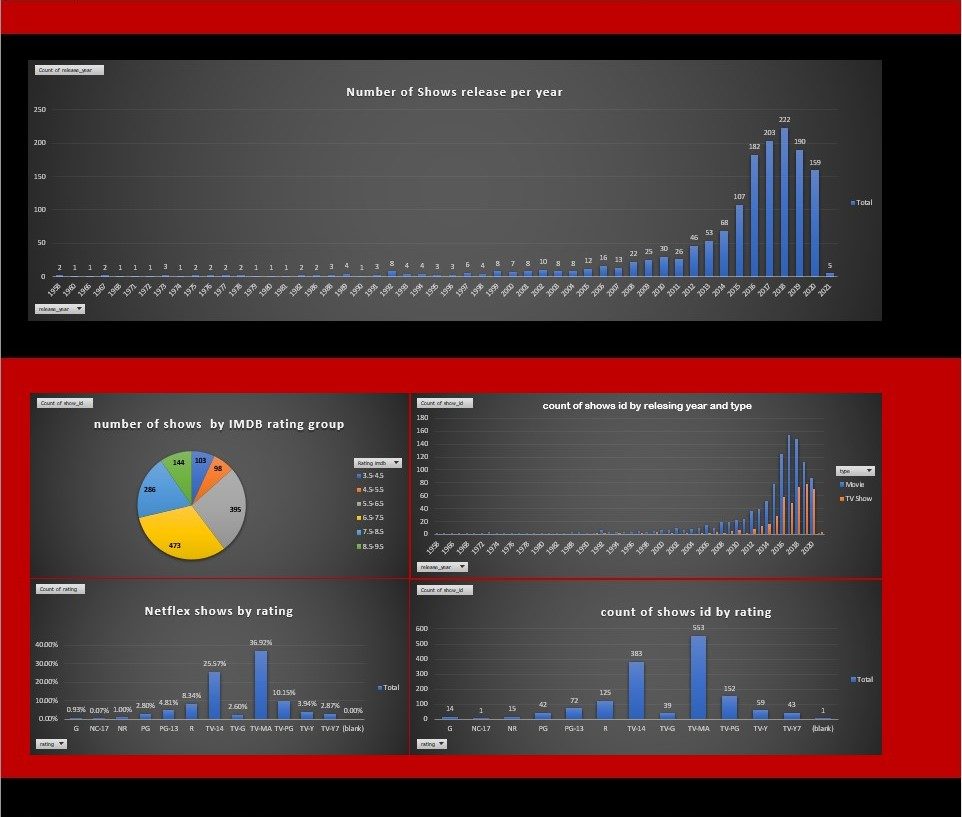 Count of release_year
Number of Shows release per year
250
200
150
100
50
0
2 1 1 2 1 1 1 3 1 2 2 2 2 1 1 1 2 2 3 4 1 3 8 4 4 3 3 6 4 8 7 8 10 8 8 12 16 13 22 25 30 26 46 53 68 107 182 203 222 190 159 5
Total
release_year
Count of show_id
number of shows  by IMDB rating group
103
98
395
473
286
144
Rating imdb
3.5-4.5
4.5-5.5
5.5-6.5
6.5-7.5
7.5-8.5
8.5-9.5
Count of show_id
count of shows id by relesing year and type
180
160
140
120
100
80
60
40
20
0
type
Movie
TV Show
release_year
Count of rating
Netflex shows by rating
40.00%
30.00%
20.00%
10.00%
0.00%
0.93% 0.07% 1.00% 2.80% 4.81% 8.34% 25.57% 2.60% 36.92% 10.15% 3.94% 2.87% 0.00%
G NC-17 NR PG PG-13 R TV-14 TV-G TV-MA TV-PG TV-Y TV-Y7 (blank)
Total
rating
Count of show_id
count of shows id by rating
600
500
400
300
200
100
0
14 1 15 42 72 125 383 39 553 152 59 43 1
G NC-17 NR PG PG-13 R TV-14 TV-G TV-MA TV-PG TV-Y TV-Y7 (blank)
Total
rating